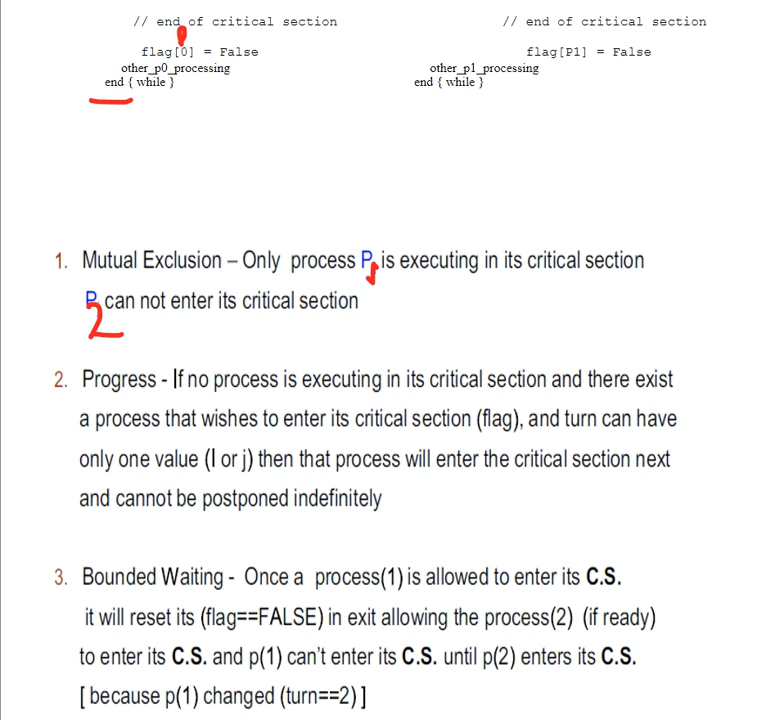 // end of critical section
// end of critical section
flag[0] = False
flag[P1] = False
other_p0_processing
other_p1_processing
end { while }
end { while }
1. Mutual Exclusion – Only process P1 is executing in its critical section
P2 can not enter its critical section
2. Progress - If no process is executing in its critical section and there exist
a process that wishes to enter its critical section (flag), and turn can have
only one value (I or j) then that process will enter the critical section next
and cannot be postponed indefinitely
3. Bounded Waiting - Once a process(1) is allowed to enter its C.S.
it will reset its (flag==FALSE) in exit allowing the process(2) (if ready)
to enter its C.S. and p(1) can't enter its C.S. until p(2) enters its C.S.
[ because p(1) changed (turn==2) ]